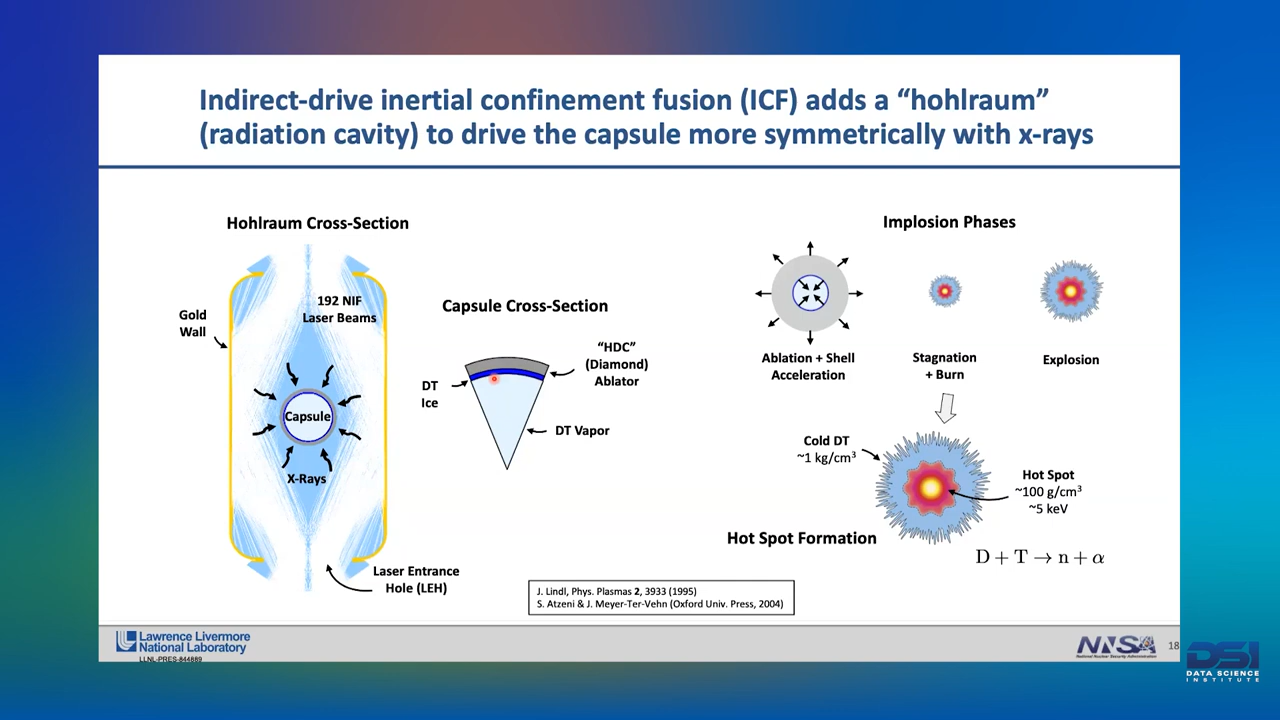 Indirect-drive inertial confinement fusion (ICF) adds a “hohlraum”
(radiation cavity) to drive the capsule more symmetrically with x-rays
Hohlraum Cross-Section
Gold
Wall
192 NIF
Laser Beams
Capsule
X-Rays
Laser Entrance
Hole (LEH)
Capsule Cross-Section
“HDC”
(Diamond)
Ablator
DT
Ice
DT Vapor
Implosion Phases
Ablation + Shell
Acceleration
Stagnation
+ Burn
Explosion
Cold DT
~1 kg/cm³
Hot Spot
~100 g/cm³
~5 keV
Hot Spot Formation
D + T → n + α
J. Lindl, Phys. Plasmas 2, 3933 (1995)
S. Atzeni & J. Meyer-Ter-Vehn (Oxford Univ. Press, 2004)
Lawrence Livermore
National Laboratory
LLNL-PRES-844889
NNSA
National Nuclear Security Administration
18
DSI
DATA SCIENCE
INSTITUTE